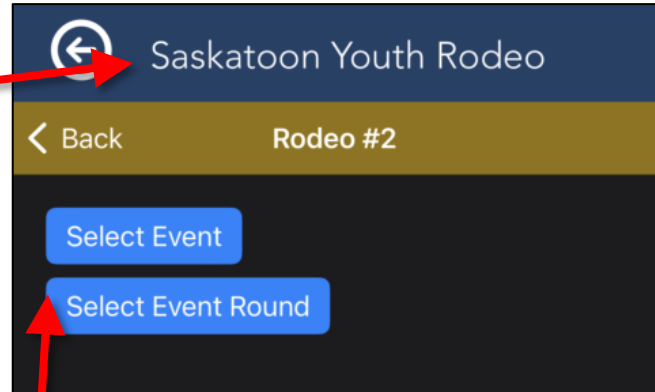 Saskatoon Youth Rodeo
Back Rodeo #2
Select Event
Select Event Round